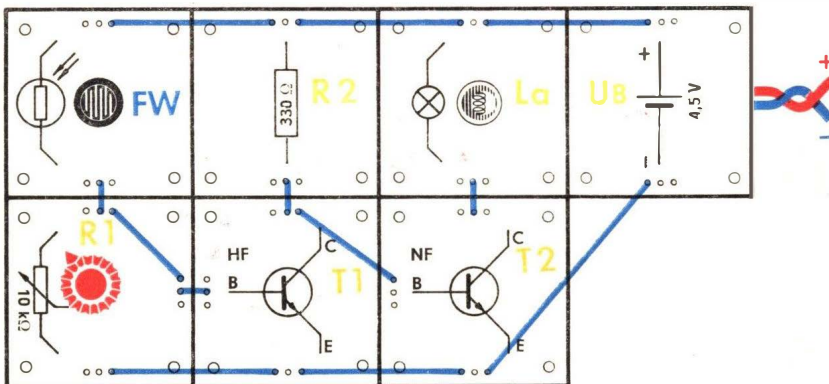 FW
330 Ω
R2
La
UB
+
4,5 V
-
+
-
R1
10 kΩ
HF
B
C
E
T1
NF
B
C
E
T2